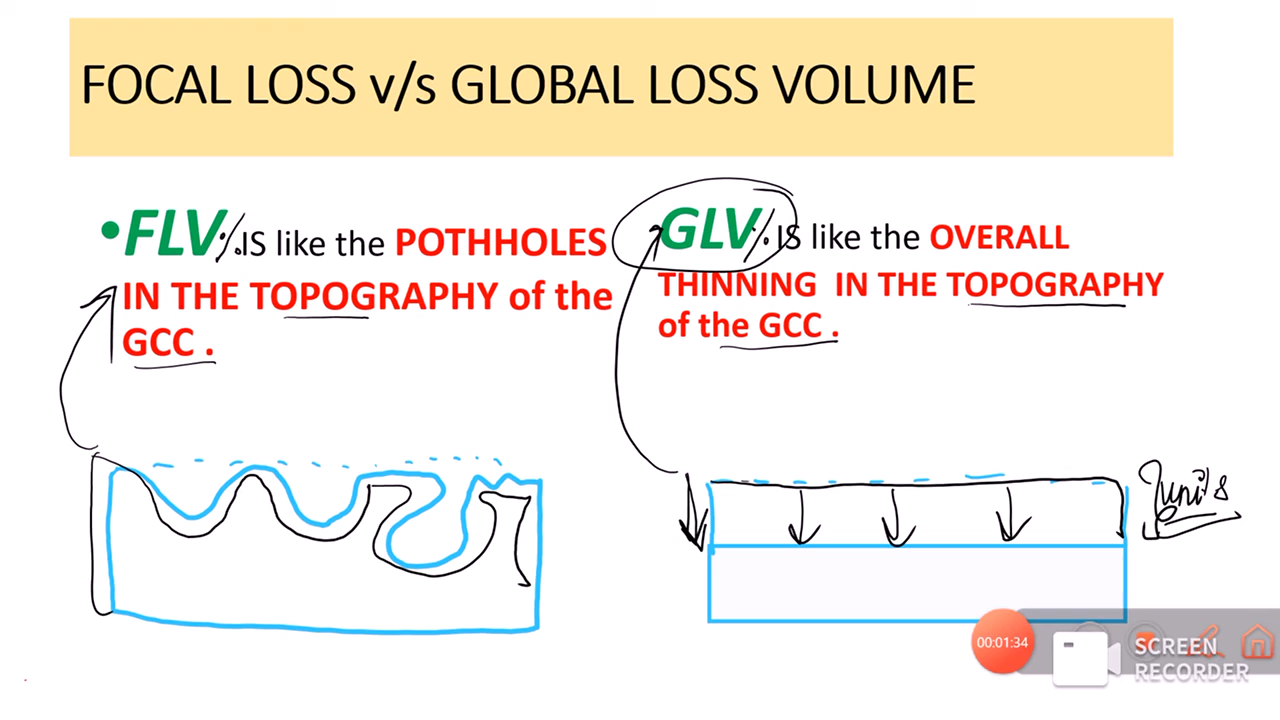 FOCAL LOSS v/s GLOBAL LOSS VOLUME
•FLV% IS like the POTHHOLES
IN THE TOPOGRAPHY of the
GCC .
•GLV% IS like the OVERALL
THINNING IN THE TOPOGRAPHY
of the GCC .
00:01:34
SCREEN
RECORDER